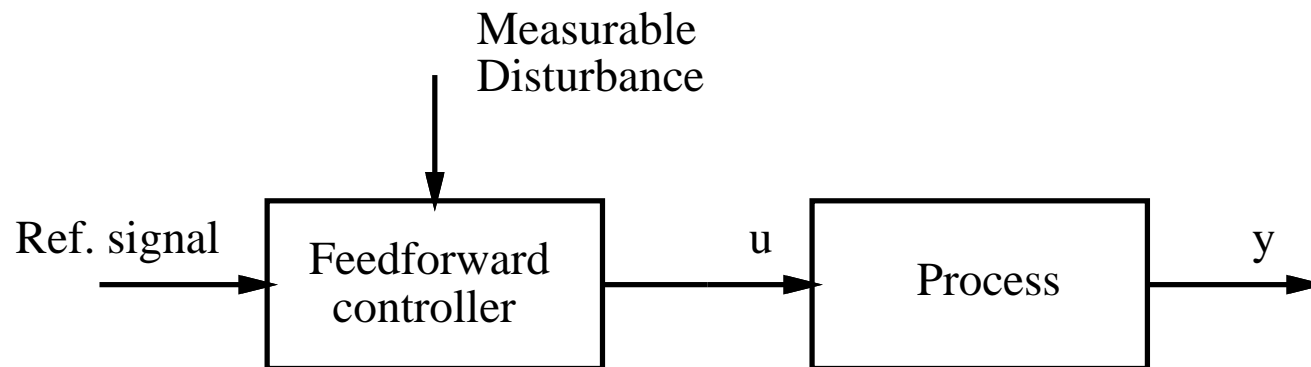 Measurable
Disturbance
Ref. signal
Feedforward
controller
u
Process
y